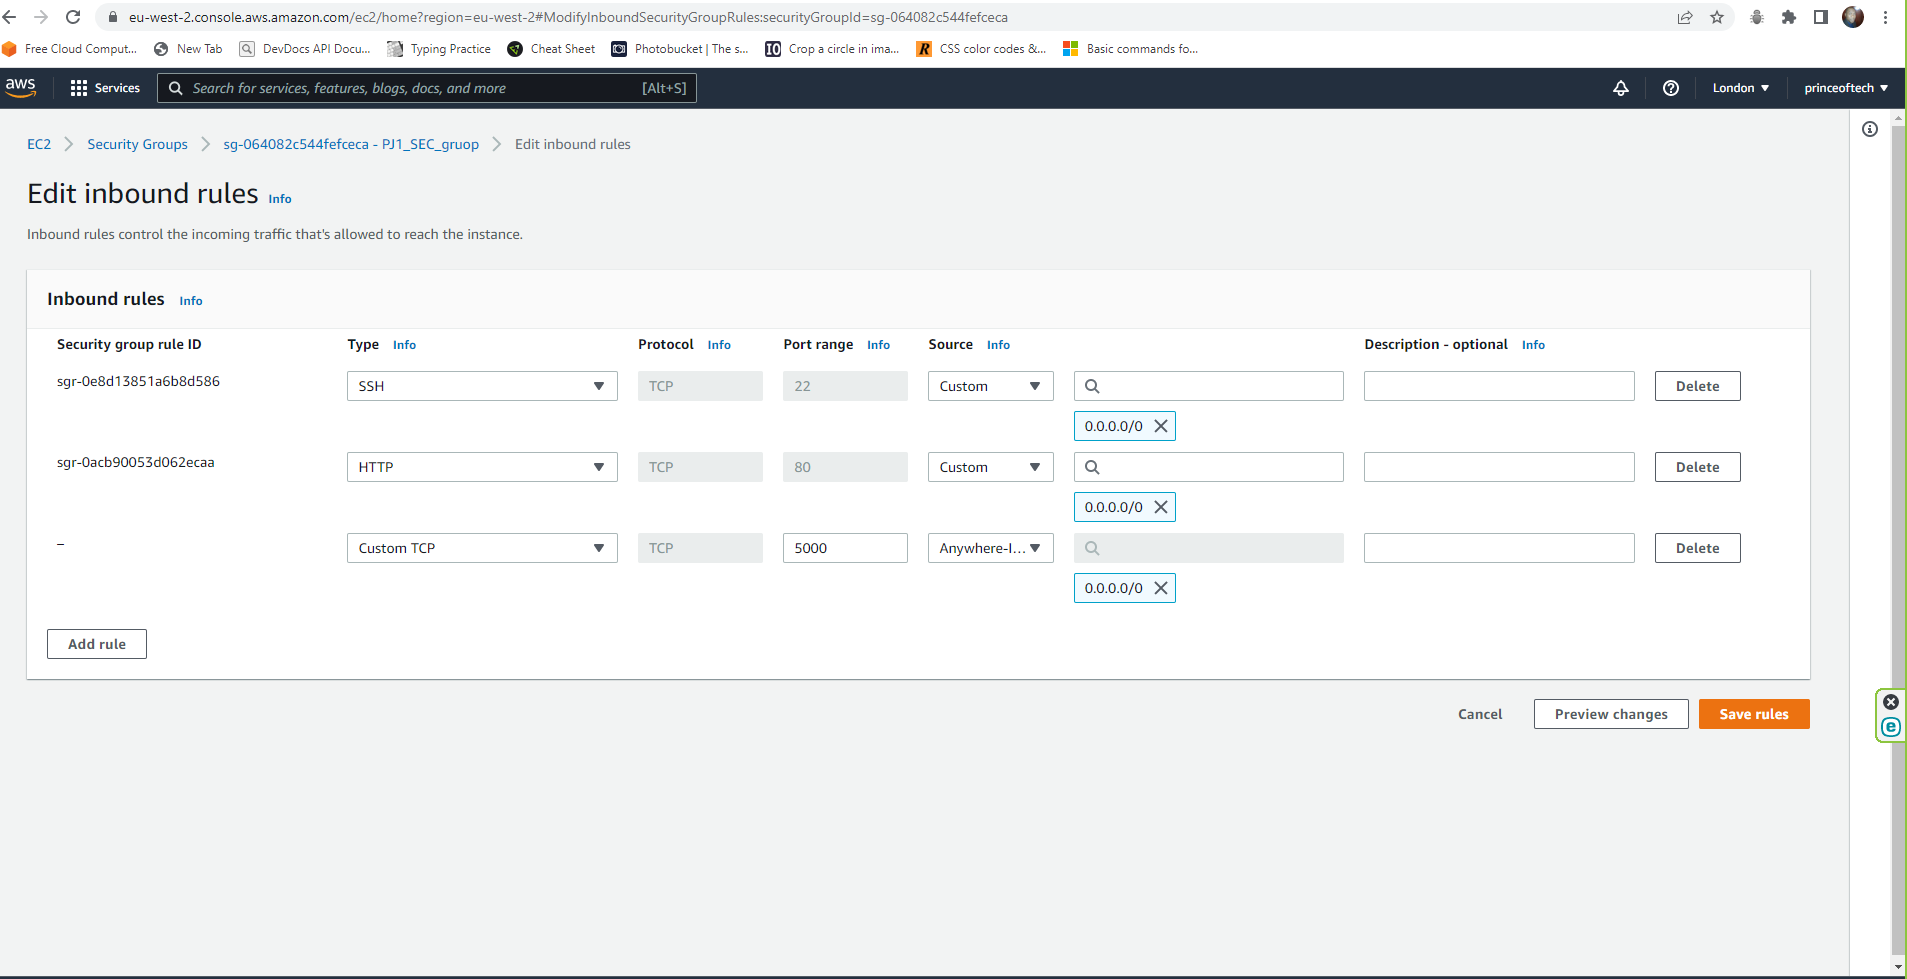 eu-west-2.console.aws.amazon.com/ec2/home?region=eu-west-2#ModifyInboundSecurityGroupRules:securityGroupId=sg-064082c544fefceca
Free Cloud Comput... New Tab DevDocs API Docu... Typing Practice Cheat Sheet Photobucket | The s... IO Crop a circle in ima... R CSS color codes &... Basic commands fo...
aws Services Search for services, features, blogs, docs, and more [Alt+S] London princeoftech
EC2 Security Groups sg-064082c544fefceca - PJ1_SEC_gruop Edit inbound rules
Edit inbound rules Info
Inbound rules control the incoming traffic that's allowed to reach the instance.
Inbound rules Info
Security group rule ID Type Info Protocol Info Port range Info Source Info Description - optional Info
sgr-0e8d13851a6b8d586 SSH TCP 22 Custom Delete
0.0.0.0/0
sgr-0acb90053d062ecaa HTTP TCP 80 Custom Delete
0.0.0.0/0
– Custom TCP TCP 5000 Anywhere-I... Delete
0.0.0.0/0
Add rule
Cancel Preview changes Save rules